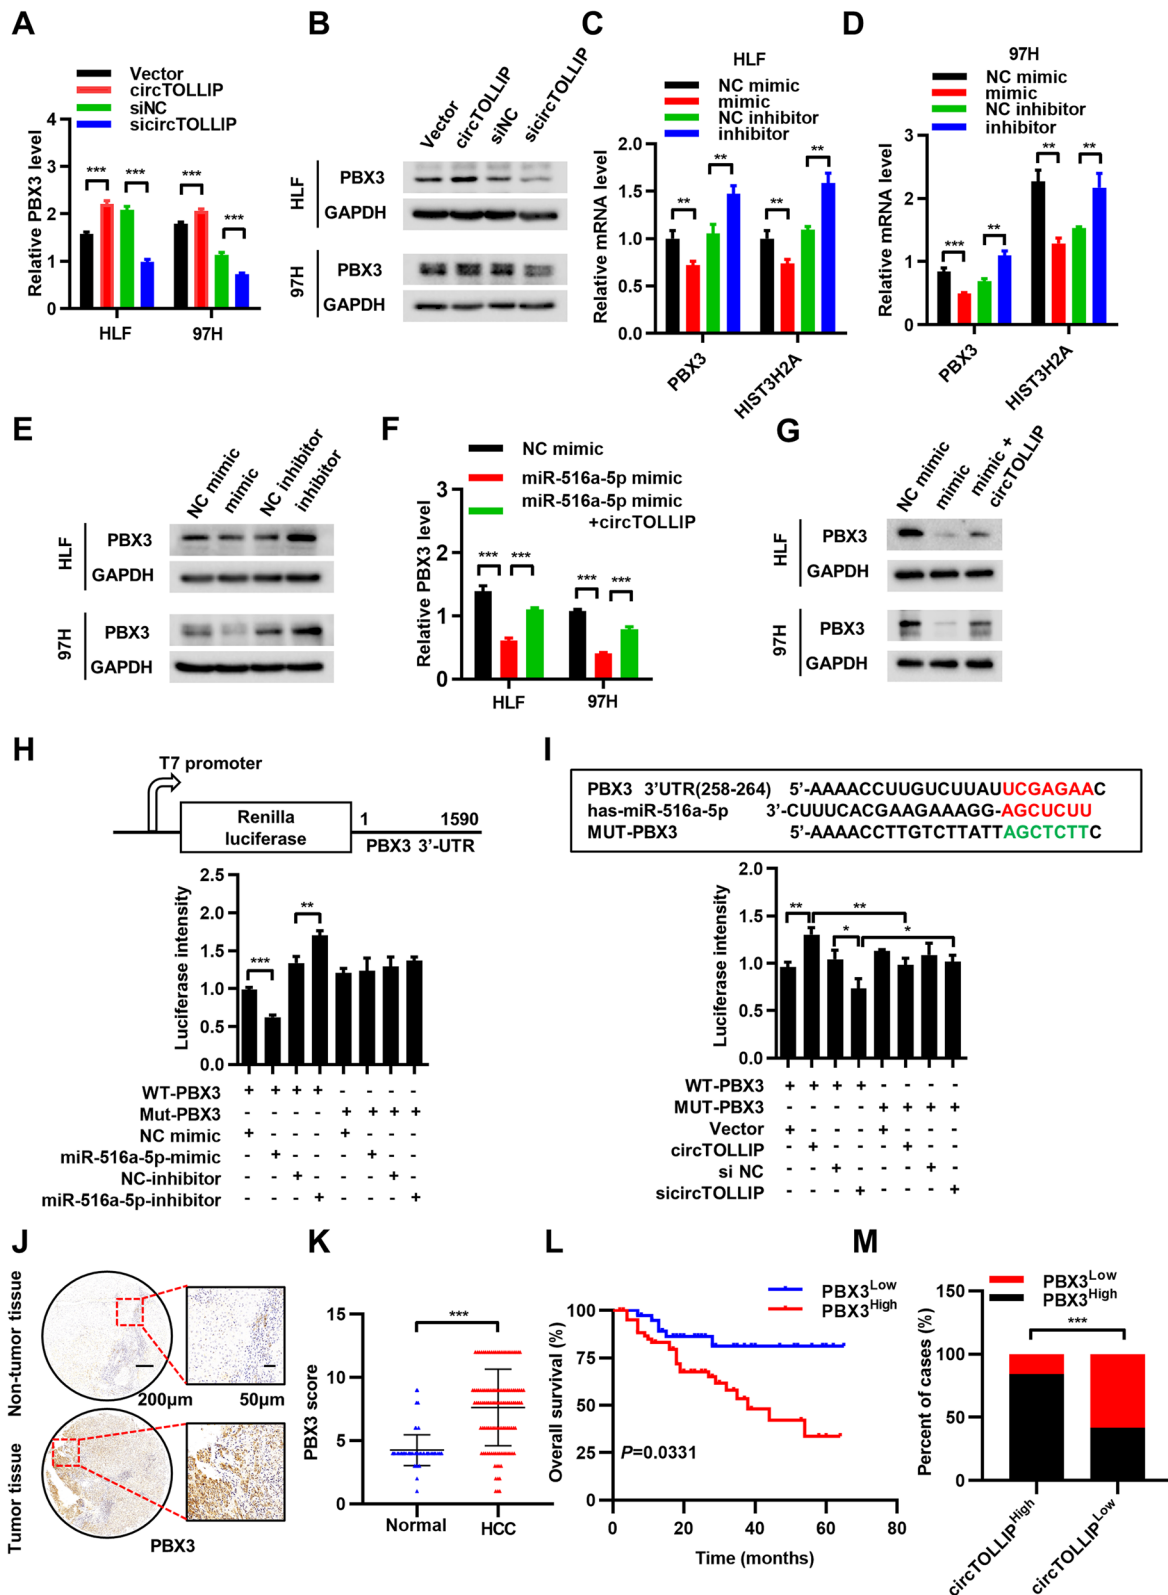 A
Vector
circTOLLIP
siNC
sicircTOLLIP
Relative PBX3 level
4
3
2
1
0
***
***
***
***
HLF
97H
B
Vector
circTOLLIP
siNC
sicircTOLLIP
HLF
PBX3
GAPDH
97H
PBX3
GAPDH
C
HLF
NC mimic
mimic
NC inhibitor
inhibitor
Relative mRNA level
2.0
1.5
1.0
0.5
0.0
**
**
**
**
PBX3
HIST3H2A
D
97H
NC mimic
mimic
NC inhibitor
inhibitor
Relative mRNA level
3
2
1
0
***
**
**
**
PBX3
HIST3H2A
E
NC mimic
mimic
NC inhibitor
inhibitor
HLF
PBX3
GAPDH
97H
PBX3
GAPDH
F
NC mimic
miR-516a-5p mimic
miR-516a-5p mimic
+circTOLLIP
Relative PBX3 level
3
2
1
0
***
***
***
***
HLF
97H
G
NC mimic
mimic
mimic +
circTOLLIP
HLF
PBX3
GAPDH
97H
PBX3
GAPDH
H
T7 promoter
Renilla
luciferase
1
1590
PBX3 3'-UTR
Luciferase intensity
2.5
2.0
1.5
1.0
0.5
0.0
***
**
WT-PBX3 + + + + - - - -
Mut-PBX3 - - - - + + + +
NC mimic + - - - + - - -
miR-516a-5p-mimic - + - - - + - -
NC-inhibitor - - + - - - + -
miR-516a-5p-inhibitor - - - + - - - +
I
PBX3 3'UTR(258-264) 5'-AAAACCUUGUCUUAUUCGAGAAC
has-miR-516a-5p 3'-CUUUCACGAAGAAAGG-AGCUCUU
MUT-PBX3 5'-AAAACCTTGTCTTATTAGCTCTTC
Luciferase intensity
2.0
1.5
1.0
0.5
0.0
**
**
*
*
WT-PBX3 + + + + - - - -
MUT-PBX3 - - - - + + + +
Vector + - - - + - - -
circTOLLIP - + - - - + - -
si NC - - + - - - + -
sicircTOLLIP - - - + - - - +
J
Non-tumor tissue
200μm
50μm
Tumor tissue
PBX3
K
PBX3 score
15
10
5
0
***
Normal
HCC
L
PBX3Low
PBX3High
Overall survival (%)
100
75
50
25
0
P=0.0331
0 20 40 60 80
Time (months)
M
PBX3Low
PBX3High
Percent of cases (%)
150
100
50
0
***
circTOLLIPHigh
circTOLLIPLow